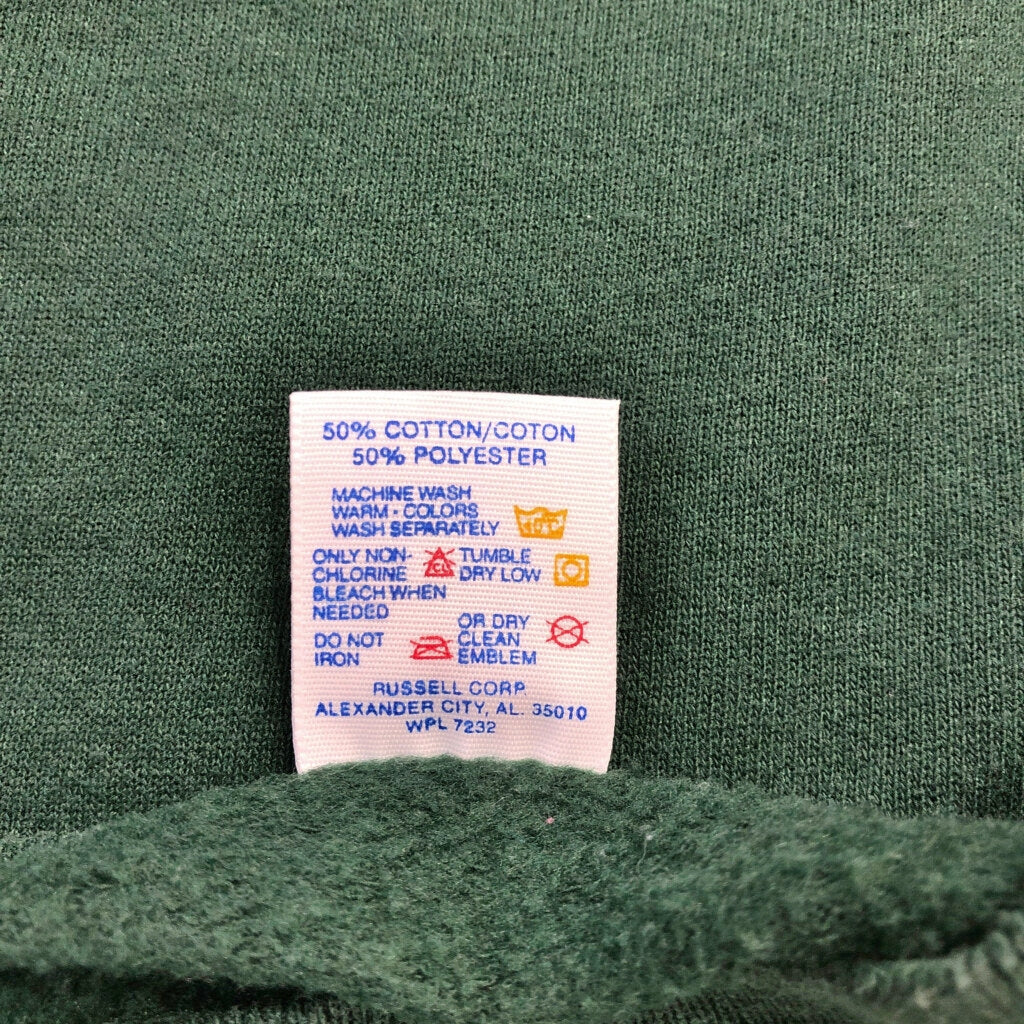 50% COTTON/COTON
50% POLYESTER
MACHINE WASH
WARM - COLORS
WASH SEPARATELY
ONLY NON-
CHLORINE
BLEACH WHEN
NEEDED
CL
TUMBLE
DRY LOW
DO NOT
IRON
OR DRY
CLEAN
EMBLEM
RUSSELL CORP.
ALEXANDER CITY, AL. 35010
WPL 7232